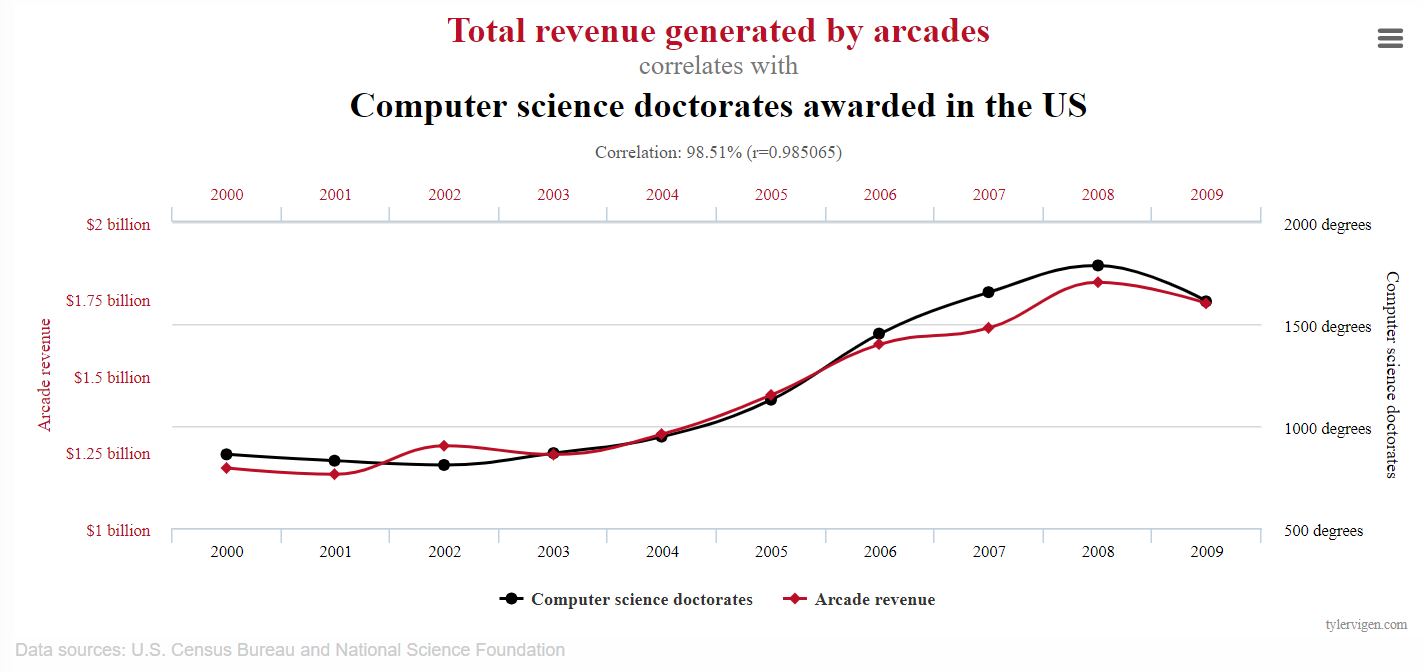 Total revenue generated by arcades
correlates with
Computer science doctorates awarded in the US
Correlation: 98.51% (r=0.985065)
2000 2001 2002 2003 2004 2005 2006 2007 2008 2009
$2 billion
$1.75 billion
$1.5 billion
$1.25 billion
$1 billion
Arcade revenue
2000 degrees
1500 degrees
1000 degrees
500 degrees
Computer science doctorates
2000 2001 2002 2003 2004 2005 2006 2007 2008 2009
Computer science doctorates Arcade revenue
tylervigen.com
Data sources: U.S. Census Bureau and National Science Foundation